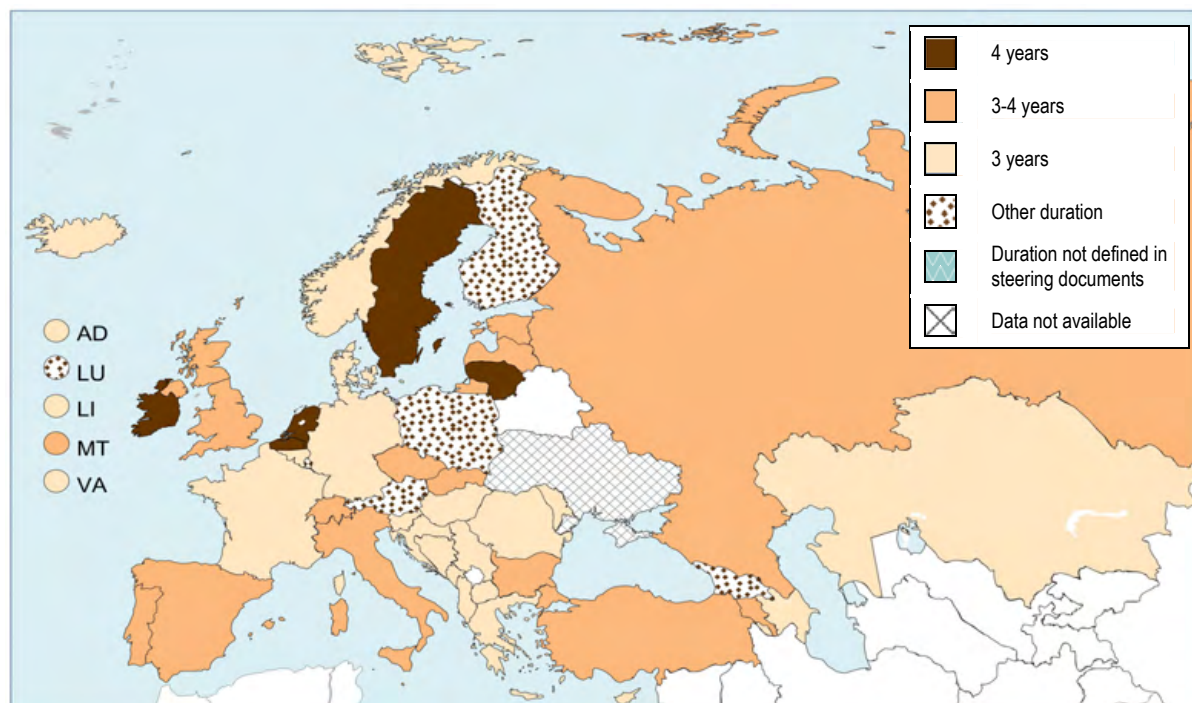 4 years
3-4 years
3 years
Other duration
Duration not defined in
steering documents
Data not available
AD
LU
LI
MT
VA